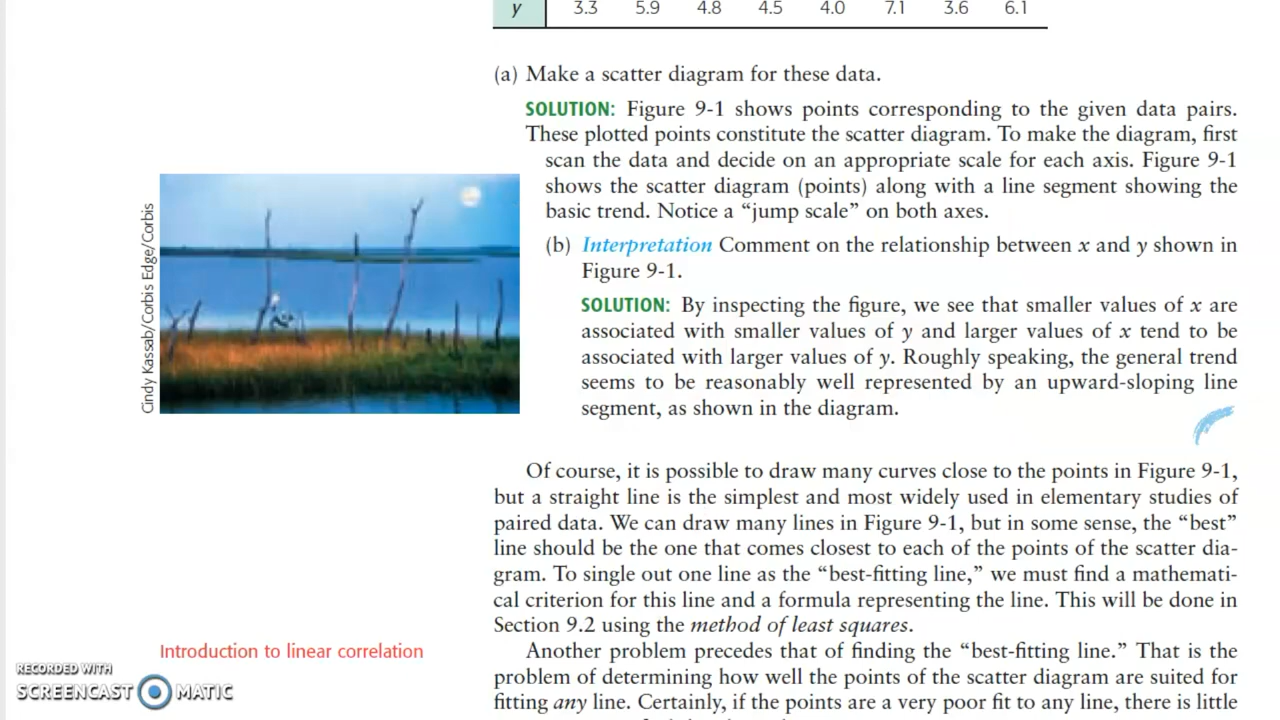 y 3.3 5.9 4.8 4.5 4.0 7.1 3.6 6.1
(a) Make a scatter diagram for these data.
SOLUTION: Figure 9-1 shows points corresponding to the given data pairs.
These plotted points constitute the scatter diagram. To make the diagram, first
scan the data and decide on an appropriate scale for each axis. Figure 9-1
shows the scatter diagram (points) along with a line segment showing the
basic trend. Notice a “jump scale” on both axes.
(b) Interpretation Comment on the relationship between x and y shown in
Figure 9-1.
SOLUTION: By inspecting the figure, we see that smaller values of x are
associated with smaller values of y and larger values of x tend to be
associated with larger values of y. Roughly speaking, the general trend
seems to be reasonably well represented by an upward-sloping line
segment, as shown in the diagram.
Cindy Kassab/Corbis Edge/Corbis
Of course, it is possible to draw many curves close to the points in Figure 9-1,
but a straight line is the simplest and most widely used in elementary studies of
paired data. We can draw many lines in Figure 9-1, but in some sense, the “best”
line should be the one that comes closest to each of the points of the scatter dia-
gram. To single out one line as the “best-fitting line,” we must find a mathemati-
cal criterion for this line and a formula representing the line. This will be done in
Section 9.2 using the method of least squares.
Introduction to linear correlation
Another problem precedes that of finding the “best-fitting line.” That is the
problem of determining how well the points of the scatter diagram are suited for
fitting any line. Certainly, if the points are a very poor fit to any line, there is little
RECORDED WITH
SCREENCAST MATIC